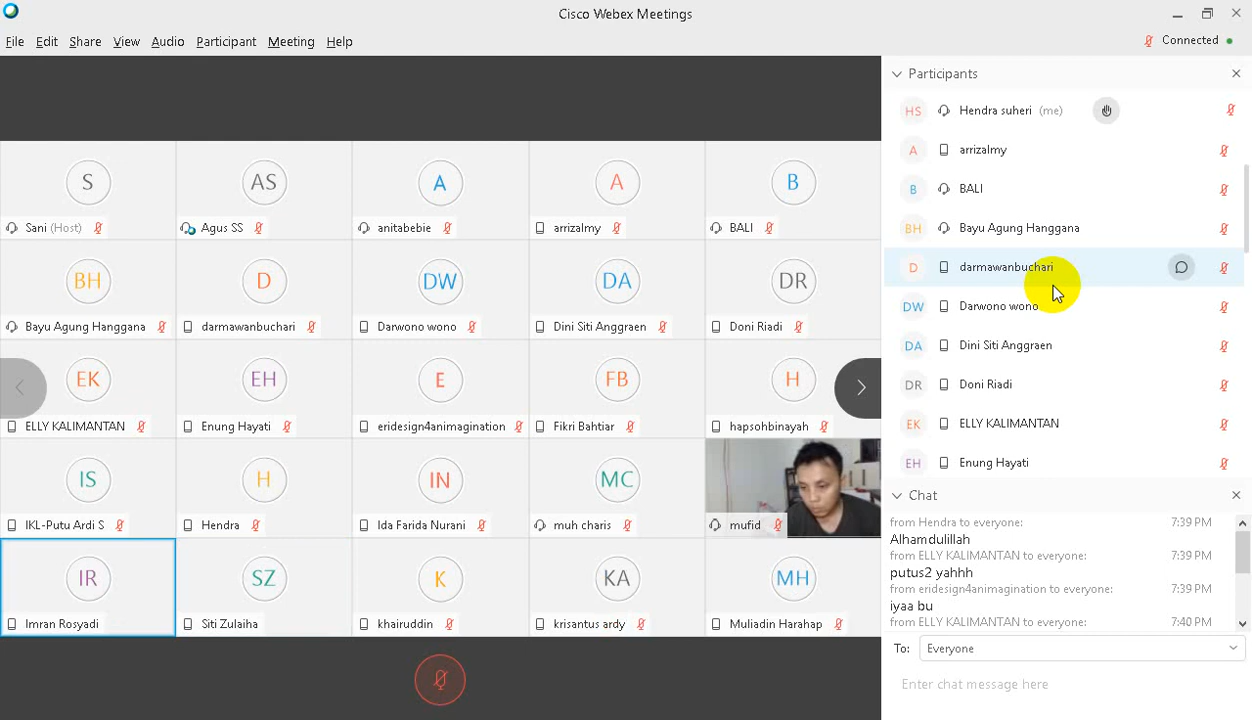 Cisco Webex Meetings
File Edit Share View Audio Participant Meeting Help
Connected
S
Sani (Host)
AS
Agus SS
A
anitabebie
A
arrizalmy
B
BALI
BH
Bayu Agung Hanggana
D
darmawanbuchari
DW
Darwono wono
DA
Dini Siti Anggraen
DR
Doni Riadi
EK
ELLY KALIMANTAN
EH
Enung Hayati
E
eridesign4animagination
FB
Fikri Bahtiar
H
hapsohbinayah
IS
IKL-Putu Ardi S
H
Hendra
IN
Ida Farida Nurani
MC
muh charis
mufid
IR
Imran Rosyadi
SZ
Siti Zulaiha
K
khairuddin
KA
krisantus ardy
MH
Muliadin Harahap
Participants
HS Hendra suheri (me)
A arrizalmy
B BALI
BH Bayu Agung Hanggana
D darmawanbuchari
DW Darwono wono
DA Dini Siti Anggraen
DR Doni Riadi
EK ELLY KALIMANTAN
EH Enung Hayati
Chat
from Hendra to everyone: 7:39 PM
Alhamdulillah
from ELLY KALIMANTAN to everyone: 7:39 PM
putus2 yahhh
from eridesign4animagination to everyone: 7:39 PM
iyaa bu
from ELLY KALIMANTAN to everyone: 7:40 PM
To: Everyone
Enter chat message here